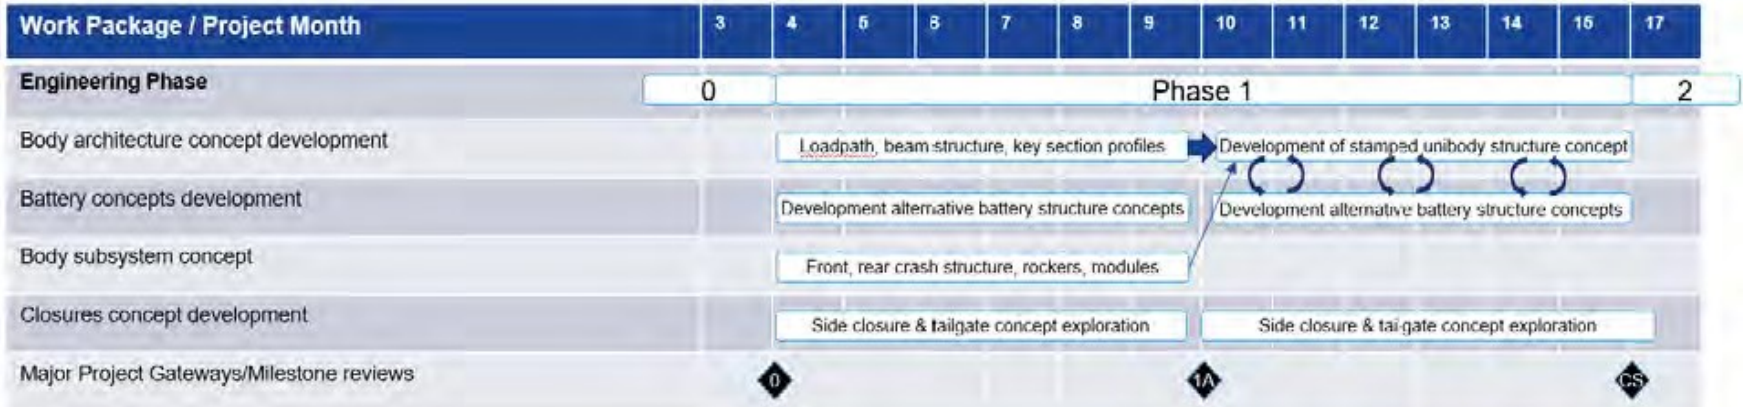 Work Package / Project Month 3 4 5 6 7 8 9 10 11 12 13 14 15 17
Engineering Phase 0 Phase 1 2
Body architecture concept development Loadpath, beam structure, key section profiles Development of stamped unibody structure concept
Battery concepts development Development alternative battery structure concepts Development alternative battery structure concepts
Body subsystem concept Front, rear crash structure, rockers, modules
Closures concept development Side closure & tailgate concept exploration Side closure & tailgate concept exploration
Major Project Gateways/Milestone reviews 0 1A CS